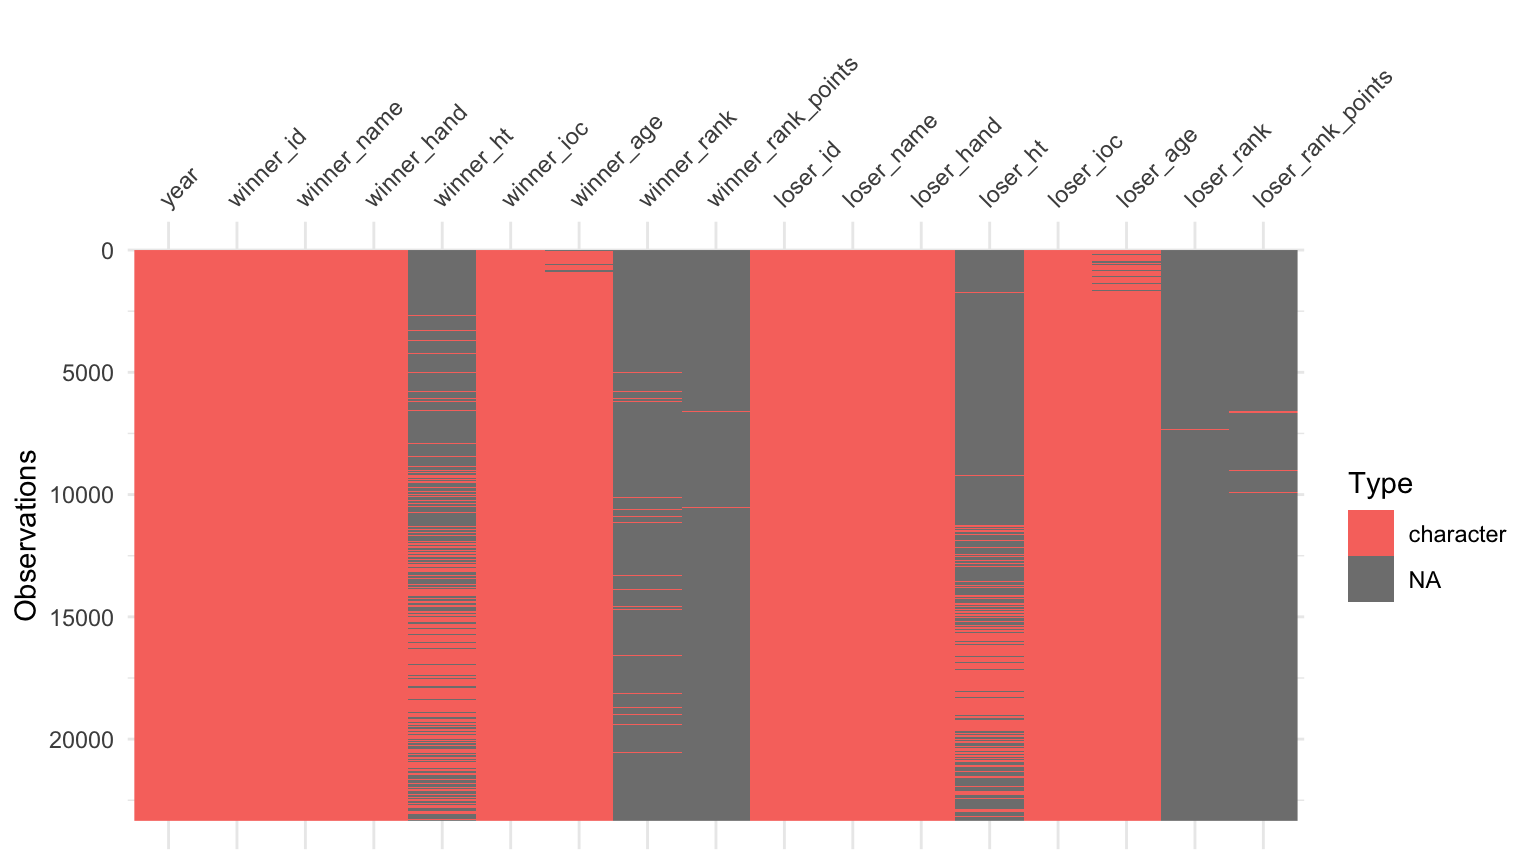 year
winner_id
winner_name
winner_hand
winner_ht
winner_ioc
winner_age
winner_rank
winner_rank_points
loser_id
loser_name
loser_hand
loser_ht
loser_ioc
loser_age
loser_rank
loser_rank_points
0
5000
10000
15000
20000
Observations
Type
character
NA